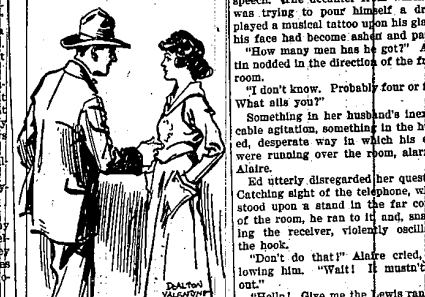 DEALTON
VALENTINE
speech. The decanter
was trying to pour himself a dr
played a musical tattoo upon his gla
his face had become ashen and pa
"How many men has he got?" A
tin nodded in the direction of the fr
room.
"I don't know. Probably four or f
What ails you?"
Something in her husband's inex
cable agitation, something in the hu
ed, desperate way in which his e
were running over the room, alar
Alaire.
Ed utterly disregarded her quest
Catching sight of the telephone, wh
stood upon a stand in the far co
of the room, he ran to it and, sna
ing the receiver, violently oscill
the hook.
"Don't do that!" Alaire cried,
lowing him. "Wait! It mustn't
out."
"Hello! Give me the Lewis ran